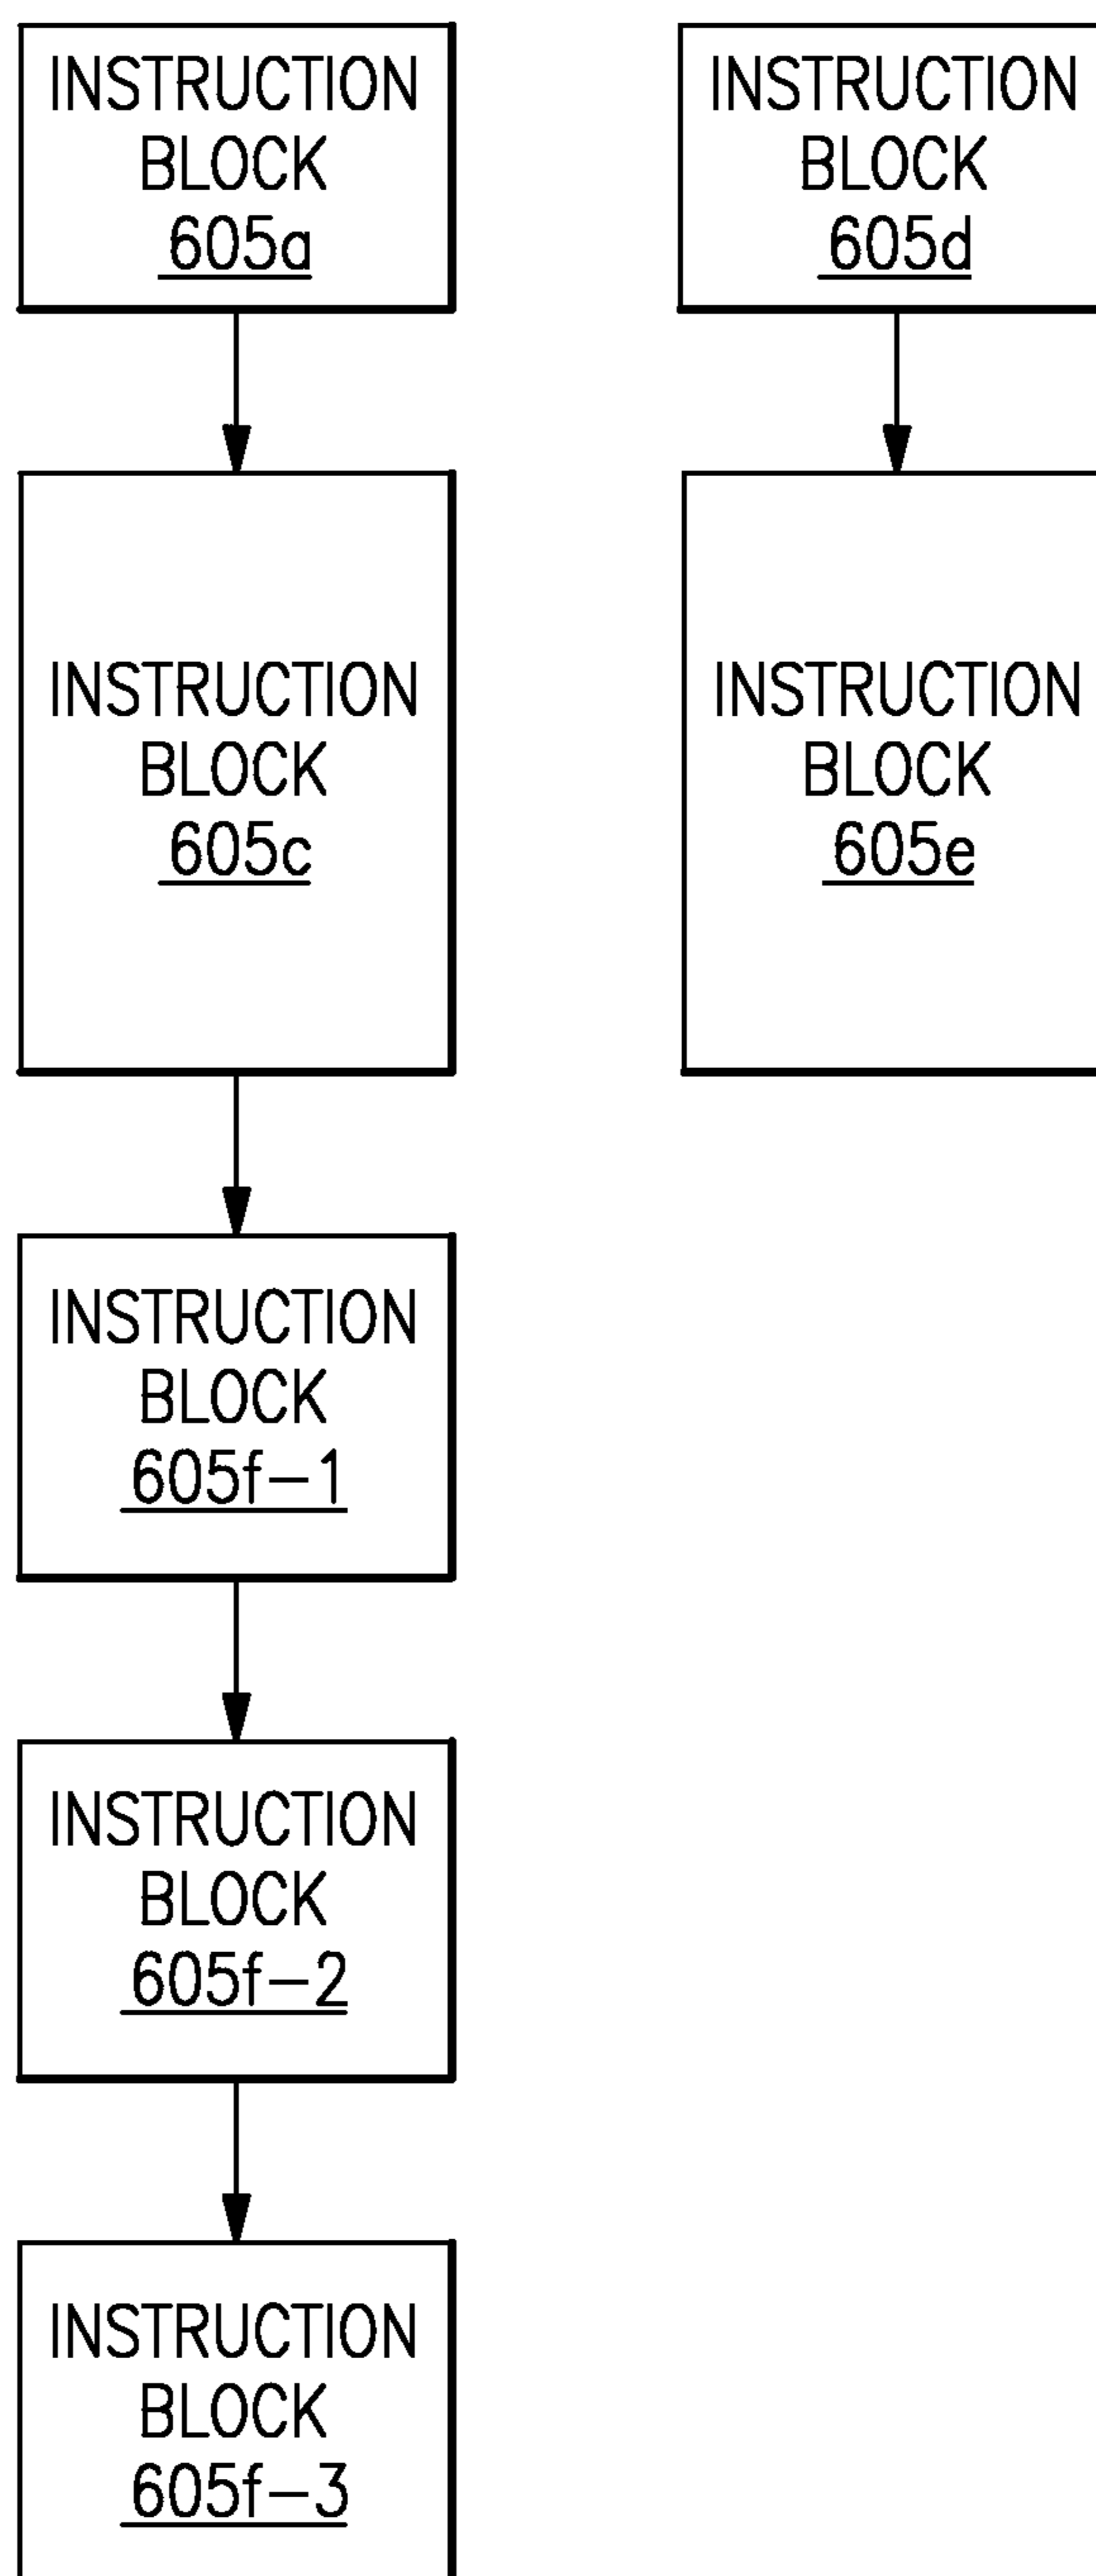 INSTRUCTION
BLOCK
605a
INSTRUCTION
BLOCK
605c
INSTRUCTION
BLOCK
605f-1
INSTRUCTION
BLOCK
605f-2
INSTRUCTION
BLOCK
605f-3
INSTRUCTION
BLOCK
605d
INSTRUCTION
BLOCK
605e